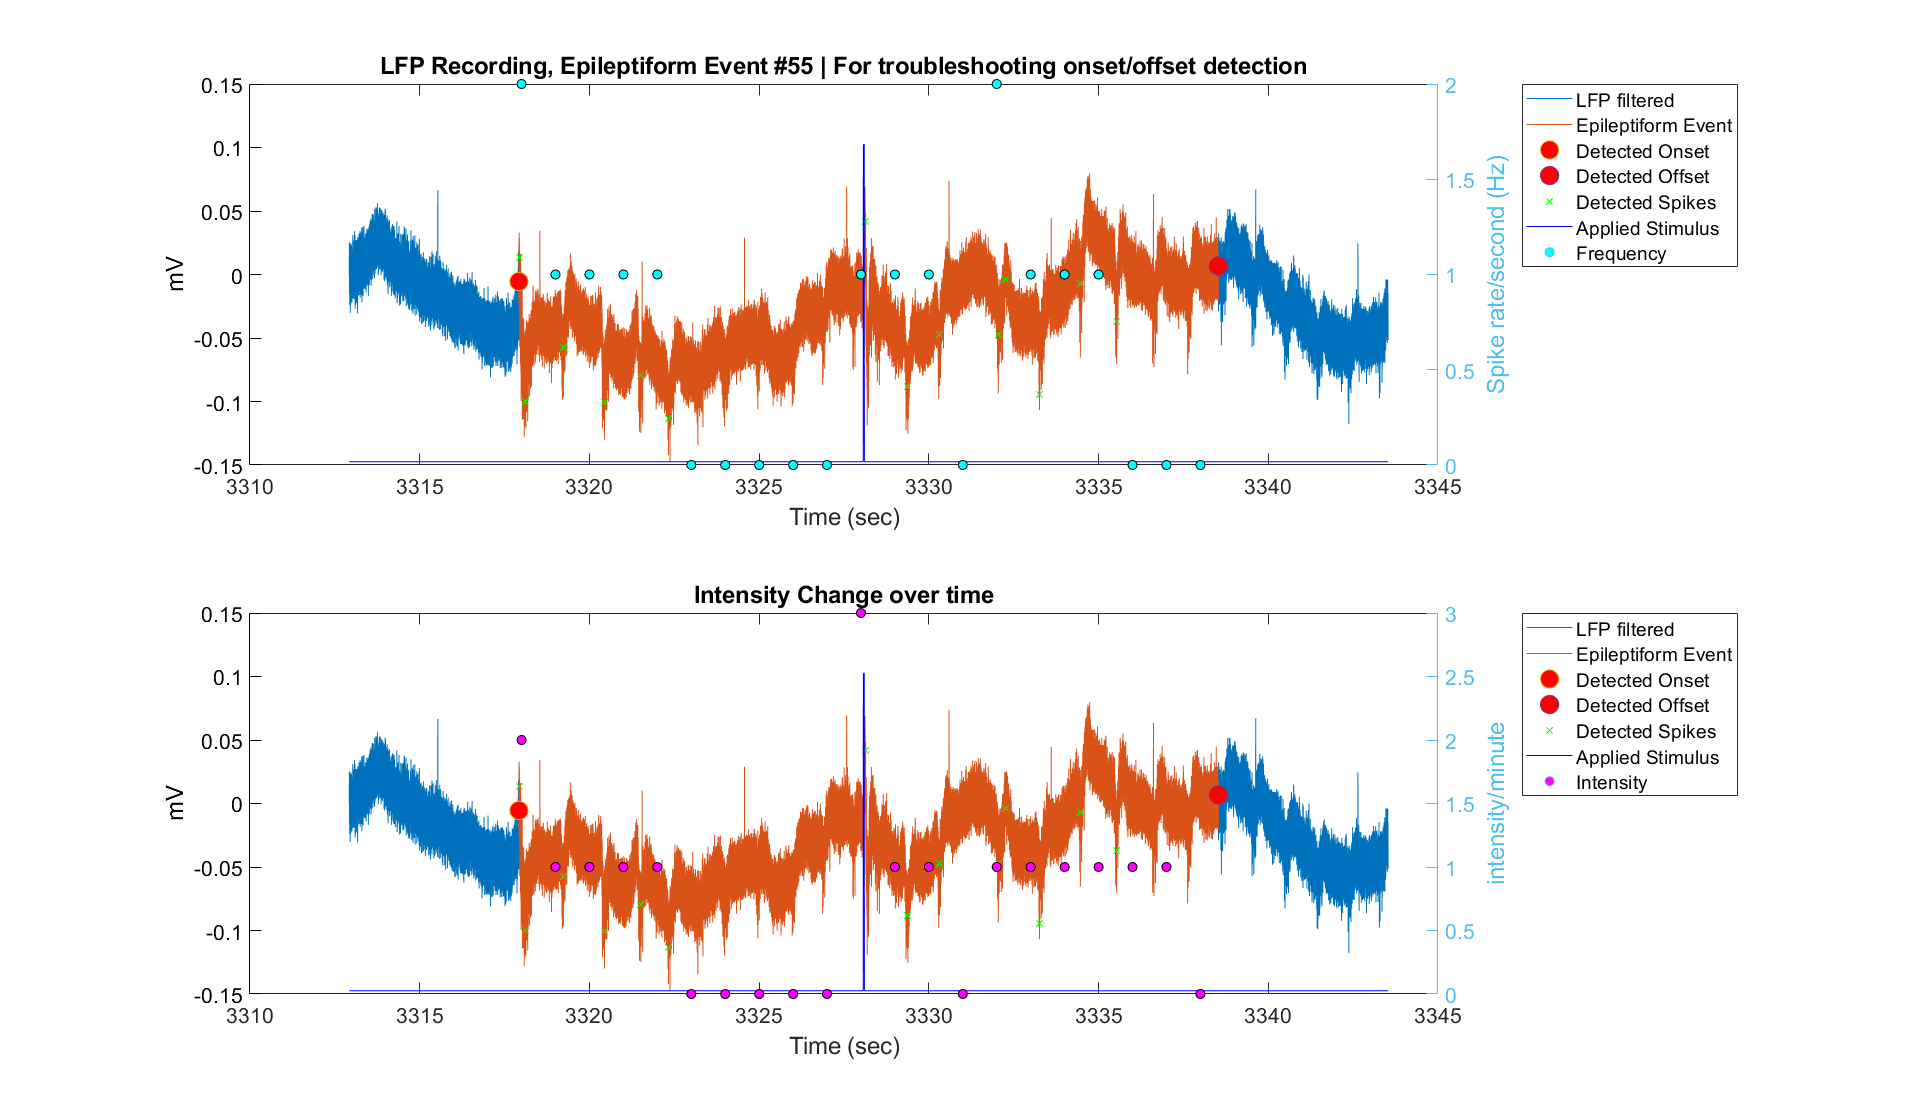 LFP Recording, Epileptiform Event #55 | For troubleshooting onset/offset detection
0.15
0.1
0.05
0
-0.05
-0.1
-0.15
mV
3310 3315 3320 3325 3330 3335 3340 3345
Time (sec)
2
1.5
1
0.5
0
Spike rate/second (Hz)
LFP filtered
Epileptiform Event
Detected Onset
Detected Offset
Detected Spikes
Applied Stimulus
Frequency
Intensity Change over time
0.15
0.1
0.05
0
-0.05
-0.1
-0.15
mV
3310 3315 3320 3325 3330 3335 3340 3345
Time (sec)
3
2.5
2
1.5
1
0.5
0
intensity/minute
LFP filtered
Epileptiform Event
Detected Onset
Detected Offset
Detected Spikes
Applied Stimulus
Intensity